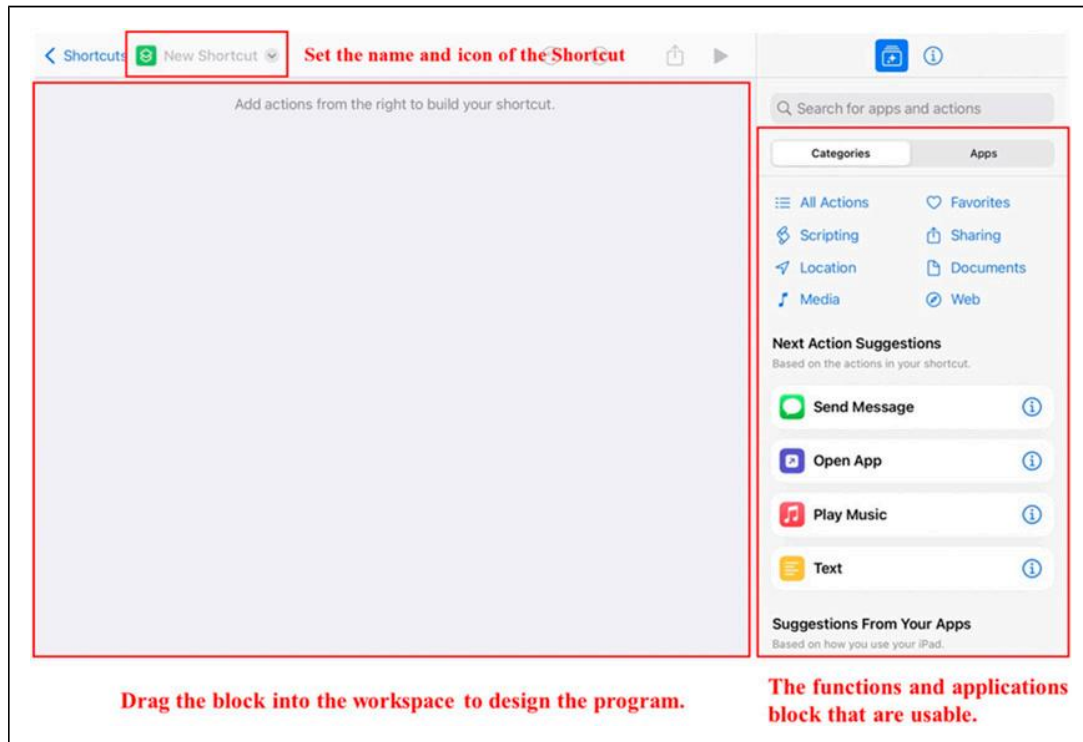 Shortcuts New Shortcut Set the name and icon of the Shortcut
Add actions from the right to build your shortcut.
Search for apps and actions
Categories Apps
All Actions Favorites
Scripting Sharing
Location Documents
Media Web
Next Action Suggestions
Based on the actions in your shortcut.
Send Message
Open App
Play Music
Text
Suggestions From Your Apps
Based on how you use your iPad.
Drag the block into the workspace to design the program.
The functions and applications
block that are usable.